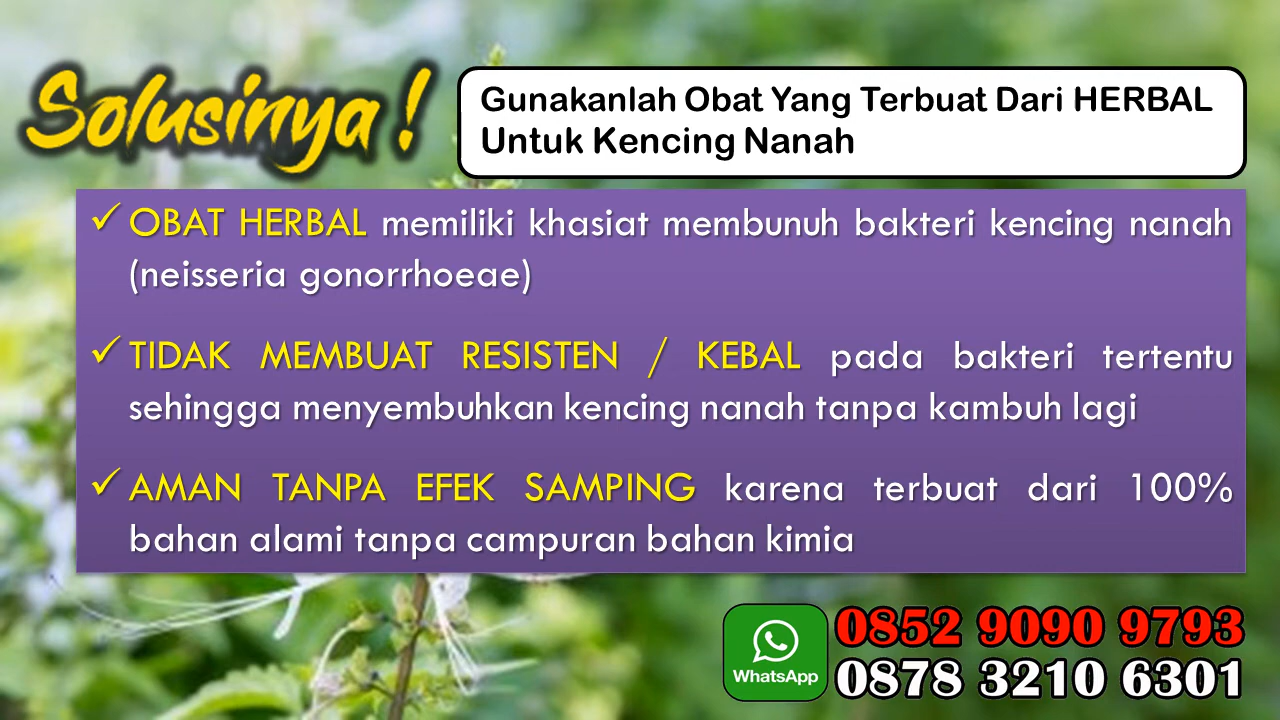 Solusinya !
Gunakanlah Obat Yang Terbuat Dari HERBAL
Untuk Kencing Nanah
✓ OBAT HERBAL memiliki khasiat membunuh bakteri kencing nanah
(neisseria gonorrhoeae)
✓ TIDAK MEMBUAT RESISTEN / KEBAL pada bakteri tertentu
sehingga menyembuhkan kencing nanah tanpa kambuh lagi
✓ AMAN TANPA EFEK SAMPING karena terbuat dari 100%
bahan alami tanpa campuran bahan kimia
WhatsApp
0852 9090 9793
0878 3210 6301